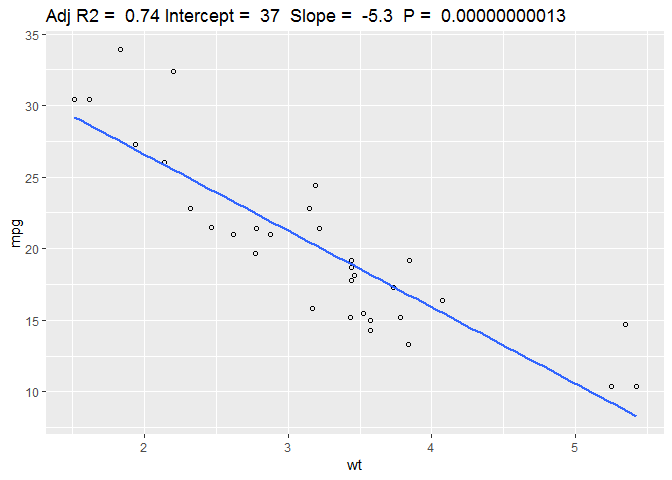 Adj R2 =  0.74 Intercept =  37  Slope =  -5.3  P =  0.00000000013
35
30
25
20
15
10
mpg
2 3 4 5
wt